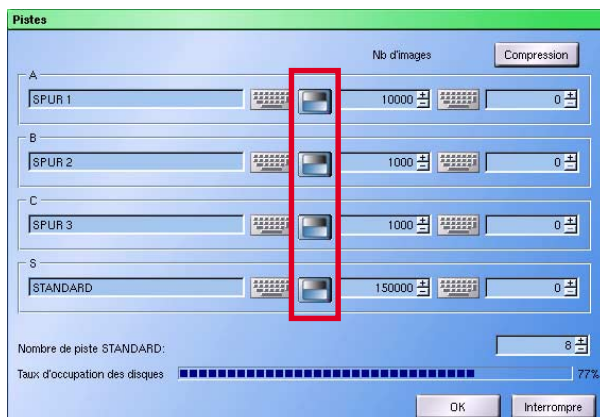 Pistes
Nb d'images Compression
A
SPUR 1 10000 0
B
SPUR 2 1000 0
C
SPUR 3 1000 0
S
STANDARD 150000 0
Nombre de piste STANDARD: 8
Taux d'occupation des disques 77%
OK Interrompre